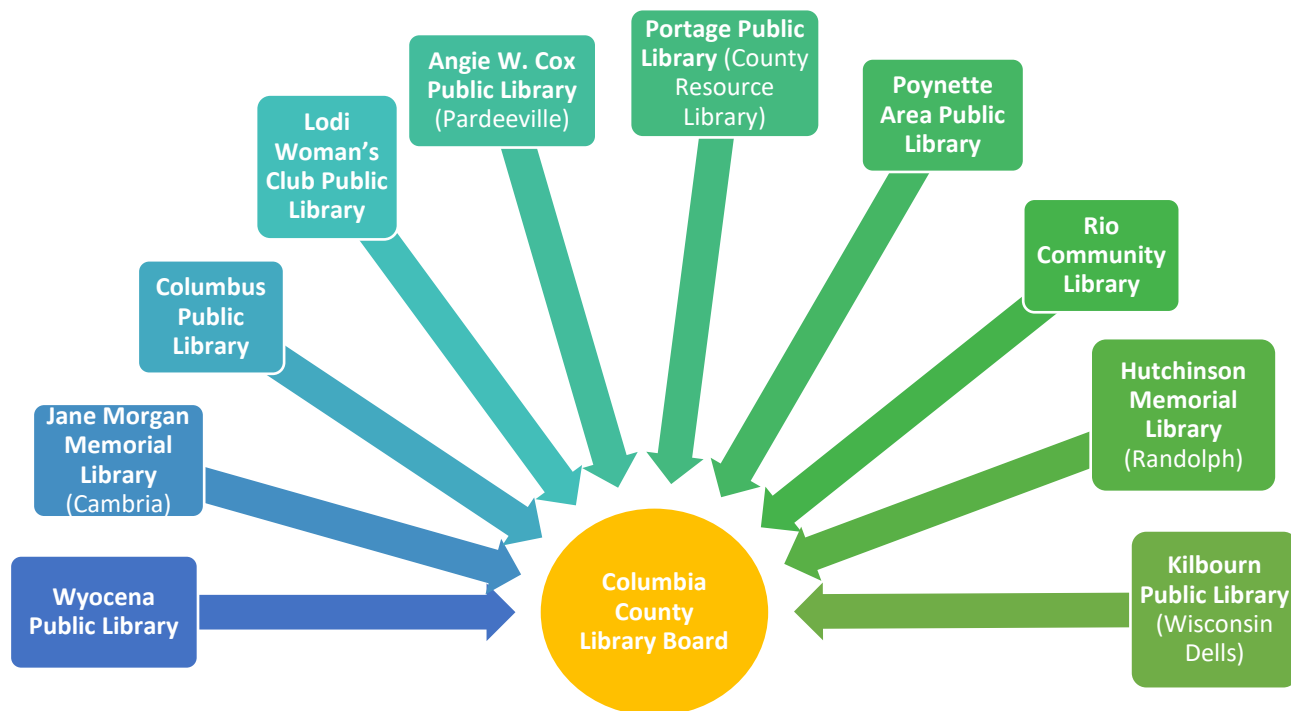 Wyocena
Public Library
Jane Morgan
Memorial
Library
(Cambria)
Columbus
Public
Library
Lodi
Woman’s
Club Public
Library
Angie W. Cox
Public Library
(Pardeeville)
Portage Public
Library (County
Resource
Library)
Poynette
Area Public
Library
Rio
Community
Library
Hutchinson
Memorial
Library
(Randolph)
Kilbourn
Public Library
(Wisconsin
Dells)
Columbia
County
Library Board